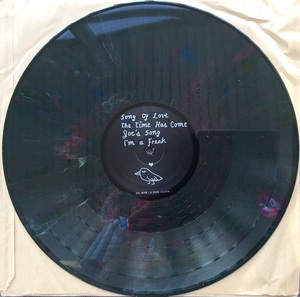 Song Of Love
The Time Has Come
Joe's Song
I'm a Freak